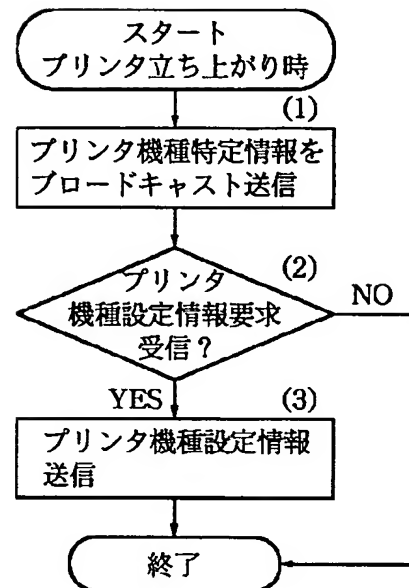 スタート
プリンタ立ち上がり時
(1)
プリンタ機種特定情報を
ブロードキャスト送信
(2)
プリンタ
機種設定情報要求
受信？
NO
YES
(3)
プリンタ機種設定情報
送信
終了